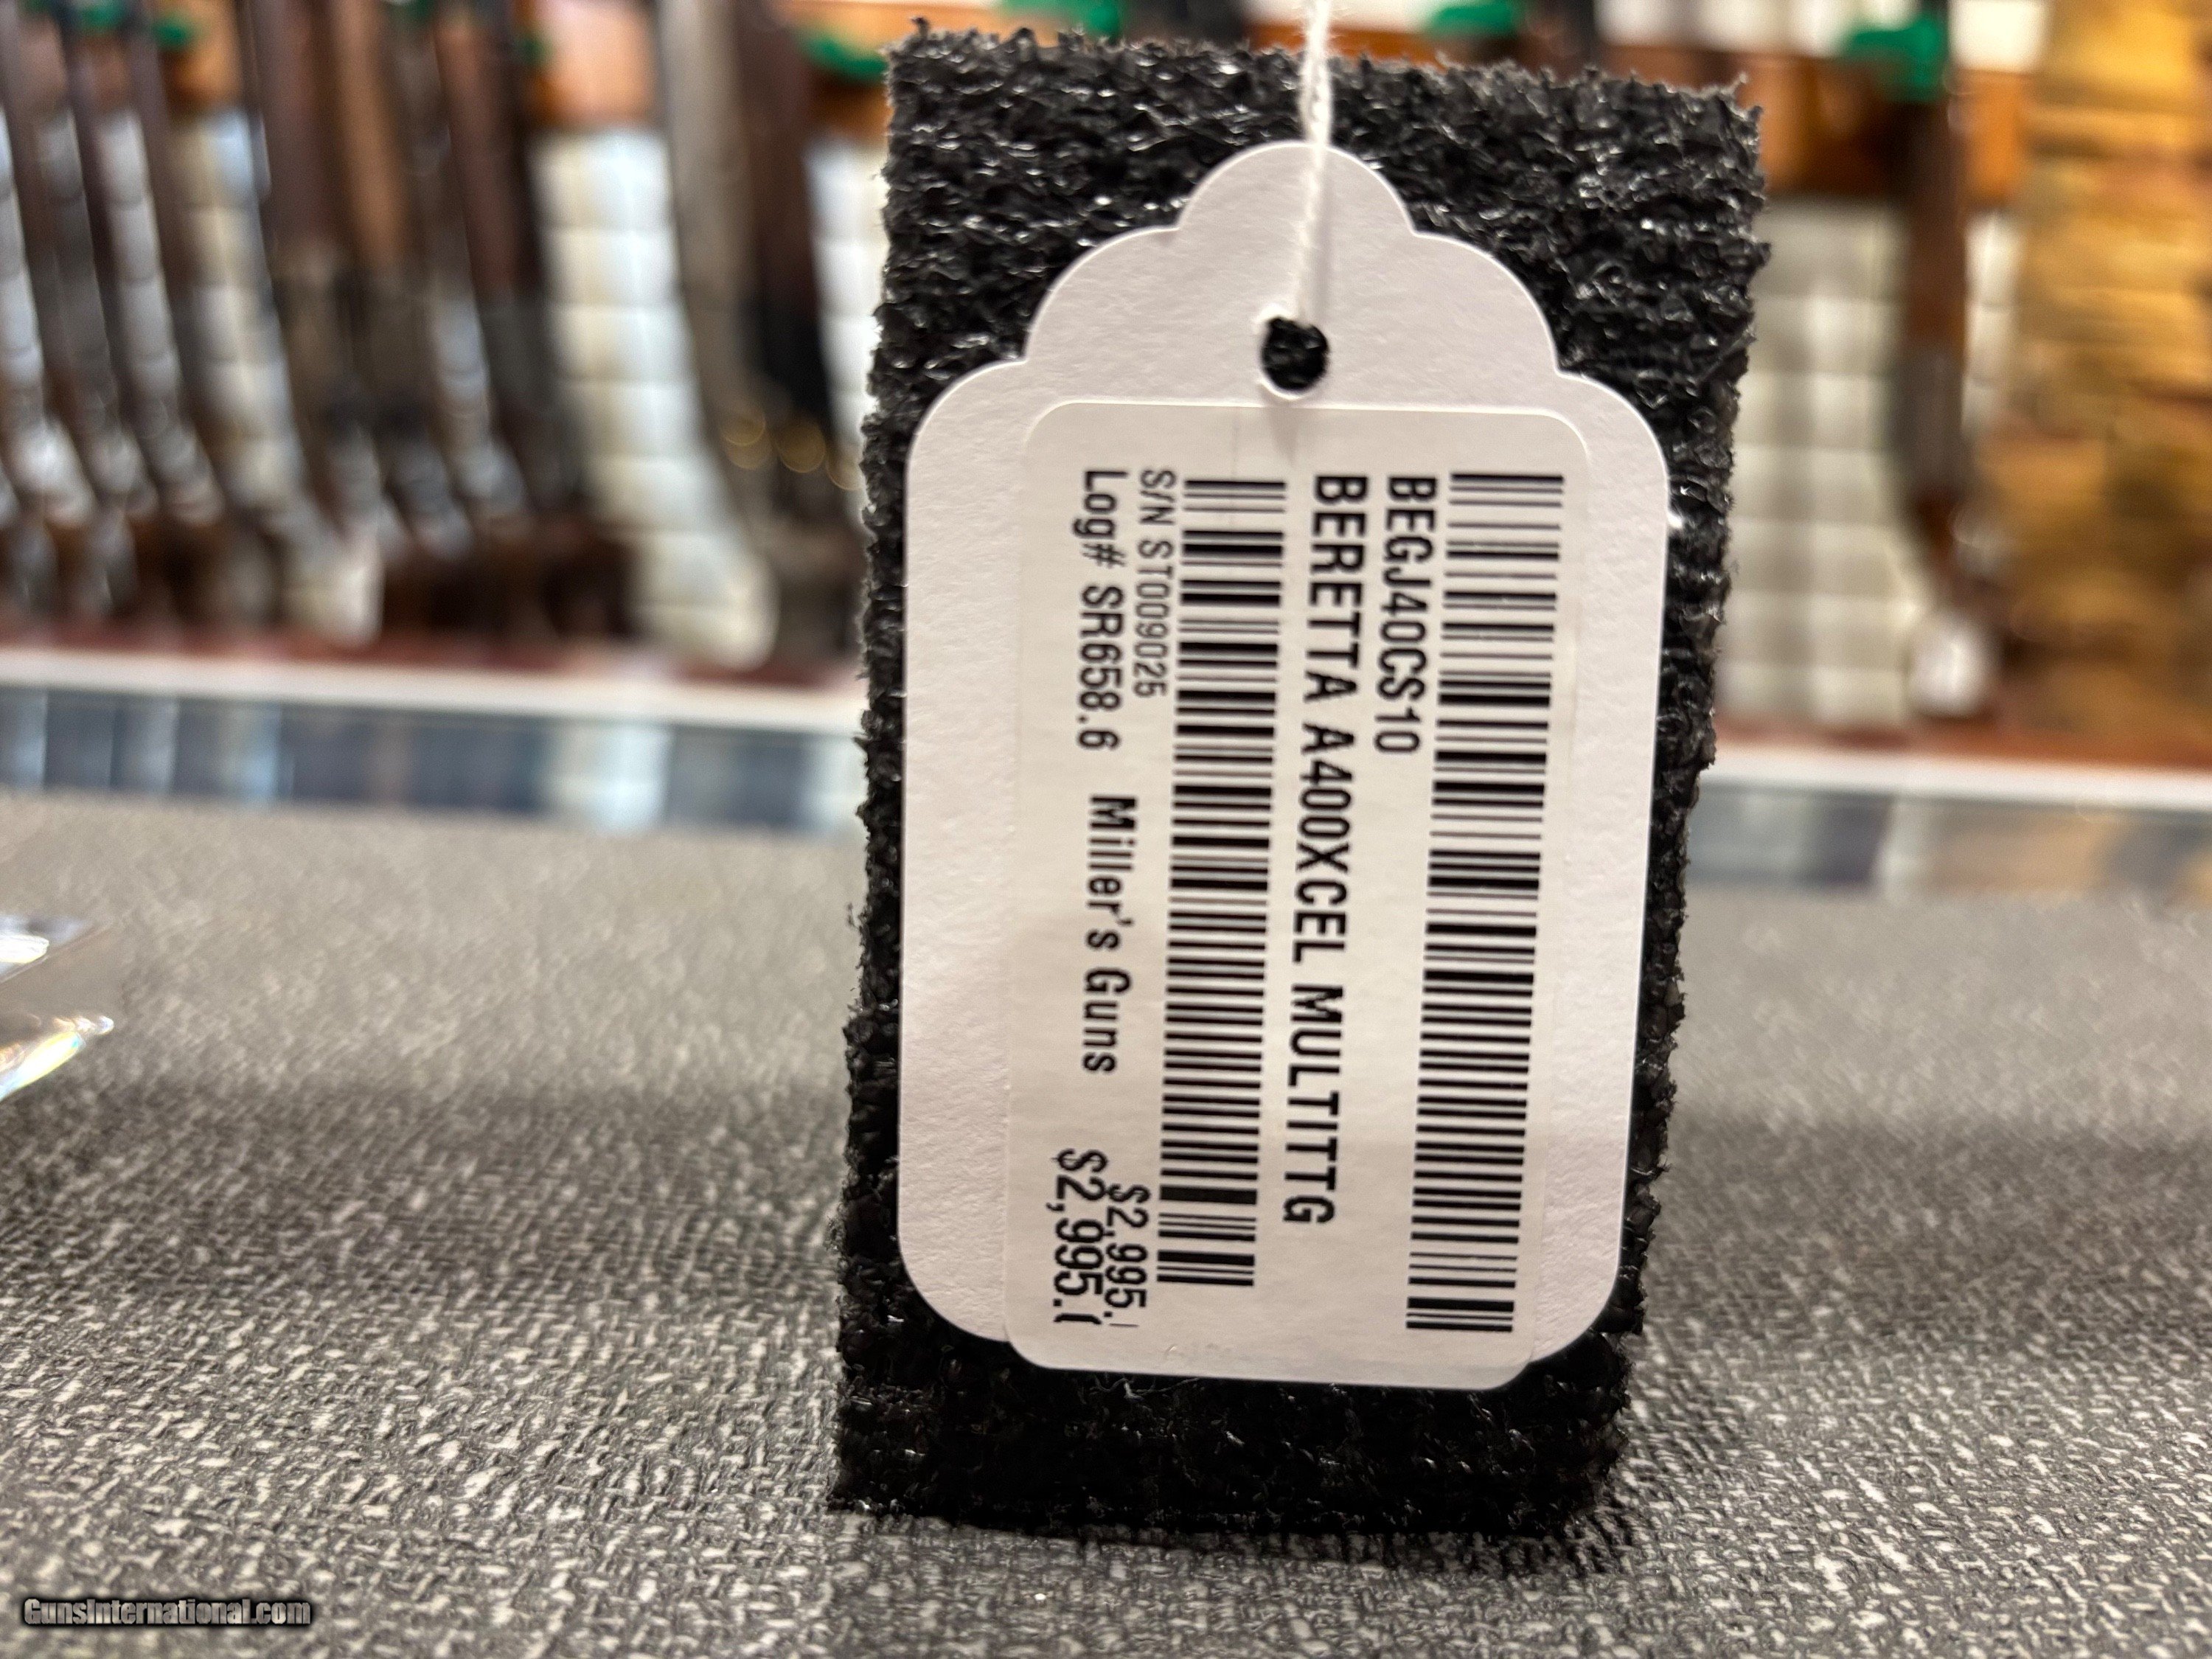 BEGJ40CS10
BERETTA A400XCEL MULTITTG
S/N ST009025
$2,995.
Log# SR658.6 Miller's Guns
$2,995.(
GunsInternational.com